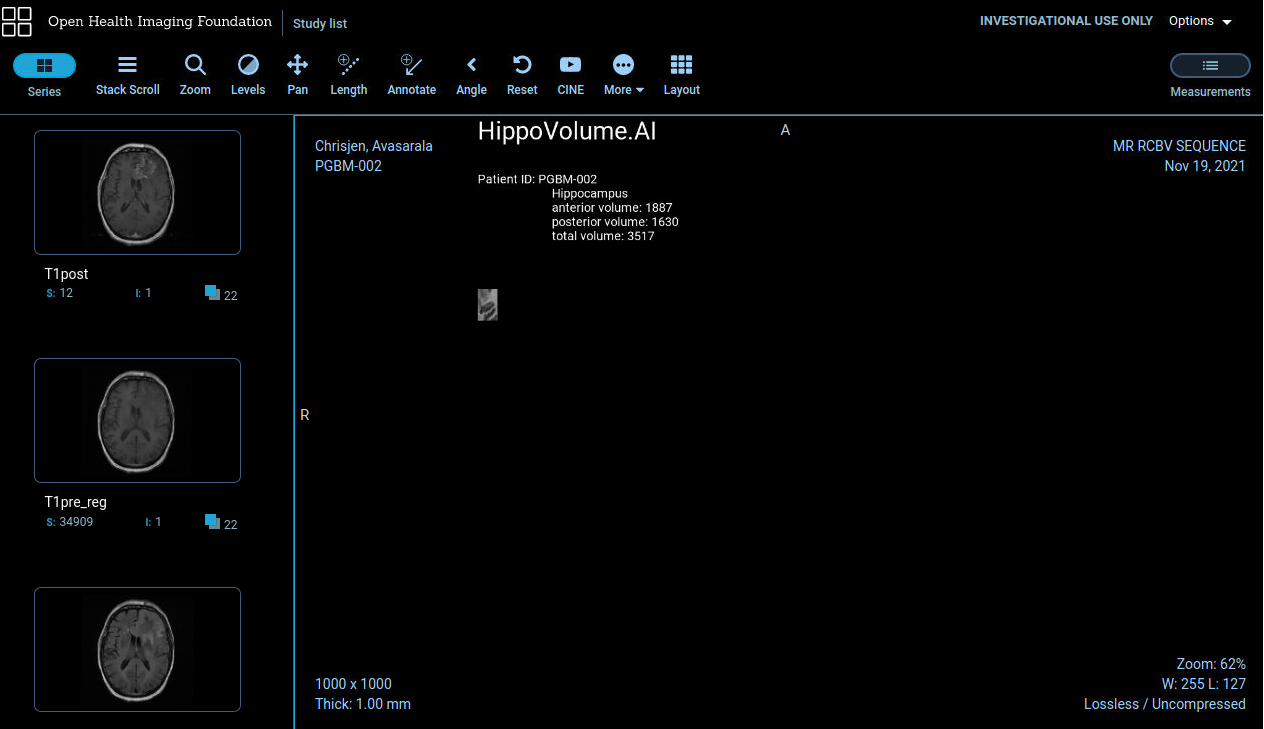 Open Health Imaging Foundation
Study list
INVESTIGATIONAL USE ONLY
Options
Series
Stack Scroll
Zoom
Levels
Pan
Length
Annotate
Angle
Reset
CINE
More
Layout
Measurements
T1post
S: 12
I: 1
22
T1pre_reg
S: 34909
I: 1
22
Chrisjen, Avasarala
PGBM-002
HippoVolume.AI
A
MR RCBV SEQUENCE
Nov 19, 2021
Patient ID: PGBM-002
Hippocampus
anterior volume: 1887
posterior volume: 1630
total volume: 3517
R
1000 x 1000
Thick: 1.00 mm
Zoom: 62%
W: 255 L: 127
Lossless / Uncompressed